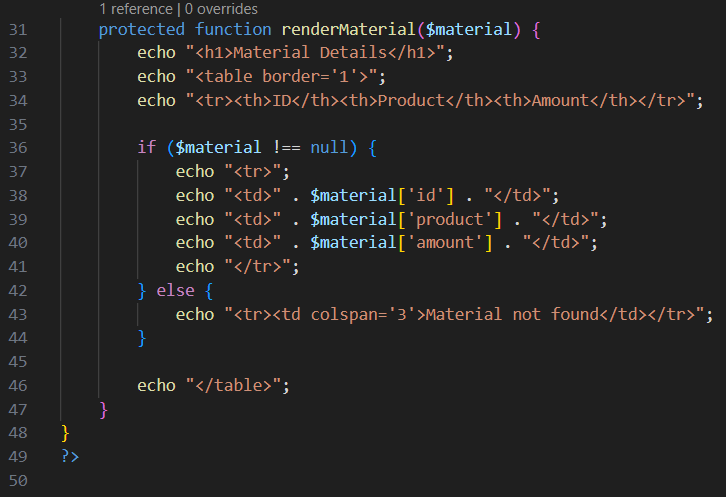 1 reference | 0 overrides
31 protected function renderMaterial($material) {
32 echo "<h1>Material Details</h1>";
33 echo "<table border='1'>";
34 echo "<tr><th>ID</th><th>Product</th><th>Amount</th></tr>";
35
36 if ($material !== null) {
37 echo "<tr>";
38 echo "<td>" . $material['id'] . "</td>";
39 echo "<td>" . $material['product'] . "</td>";
40 echo "<td>" . $material['amount'] . "</td>";
41 echo "</tr>";
42 } else {
43 echo "<tr><td colspan='3'>Material not found</td></tr>";
44 }
45
46 echo "</table>";
47 }
48 }
49 ?>
50